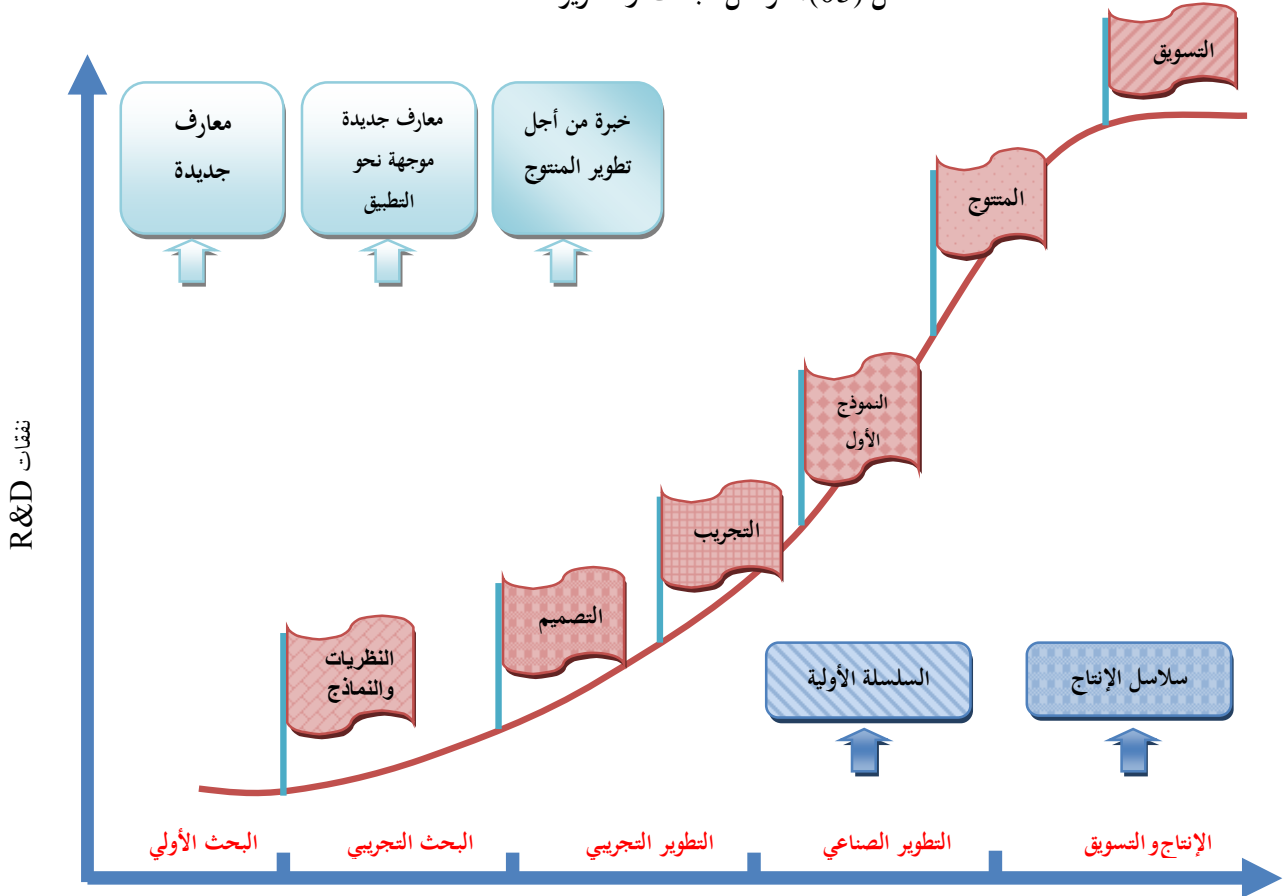 التسويق
معارف
جديدة
معارف جديدة
موجهة نحو
التطبيق
خبرة من أجل
تطوير المنتوج
المنتوج
النموذج
الأول
التجريب
التصميم
النظريات
والنماذج
السلسلة الأولية
سلاسل الإنتاج
نفقات R&D
البحث الأولي
البحث التجريبي
التطوير التجريبي
التطوير الصناعي
الإنتاج و التسويق